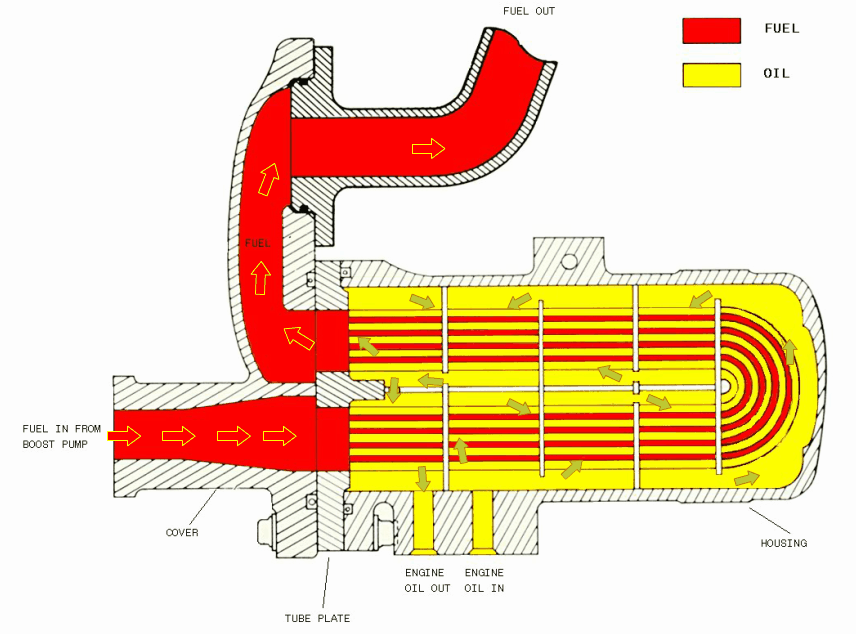 FUEL OUT
FUEL
OIL
FUEL
FUEL IN FROM
BOOST PUMP
COVER
HOUSING
ENGINE
OIL OUT
ENGINE
OIL IN
TUBE PLATE